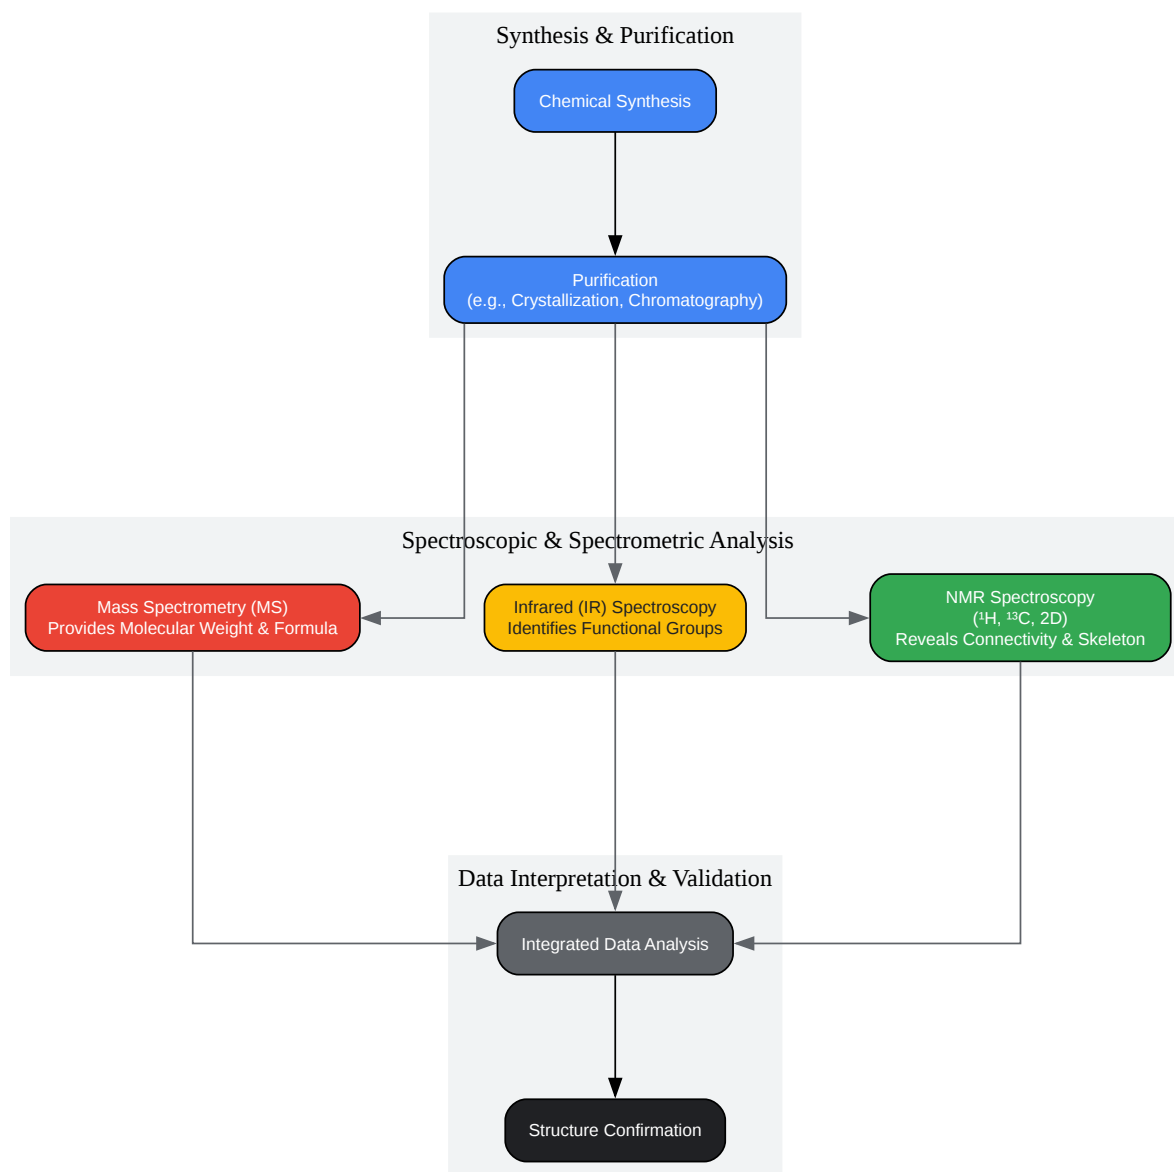 Synthesis & Purification
Chemical Synthesis
Purification
(e.g., Crystallization, Chromatography)
Spectroscopic & Spectrometric Analysis
Mass Spectrometry (MS)
Provides Molecular Weight & Formula
Infrared (IR) Spectroscopy
Identifies Functional Groups
NMR Spectroscopy
(¹H, ¹³C, 2D)
Reveals Connectivity & Skeleton
Data Interpretation & Validation
Integrated Data Analysis
Structure Confirmation